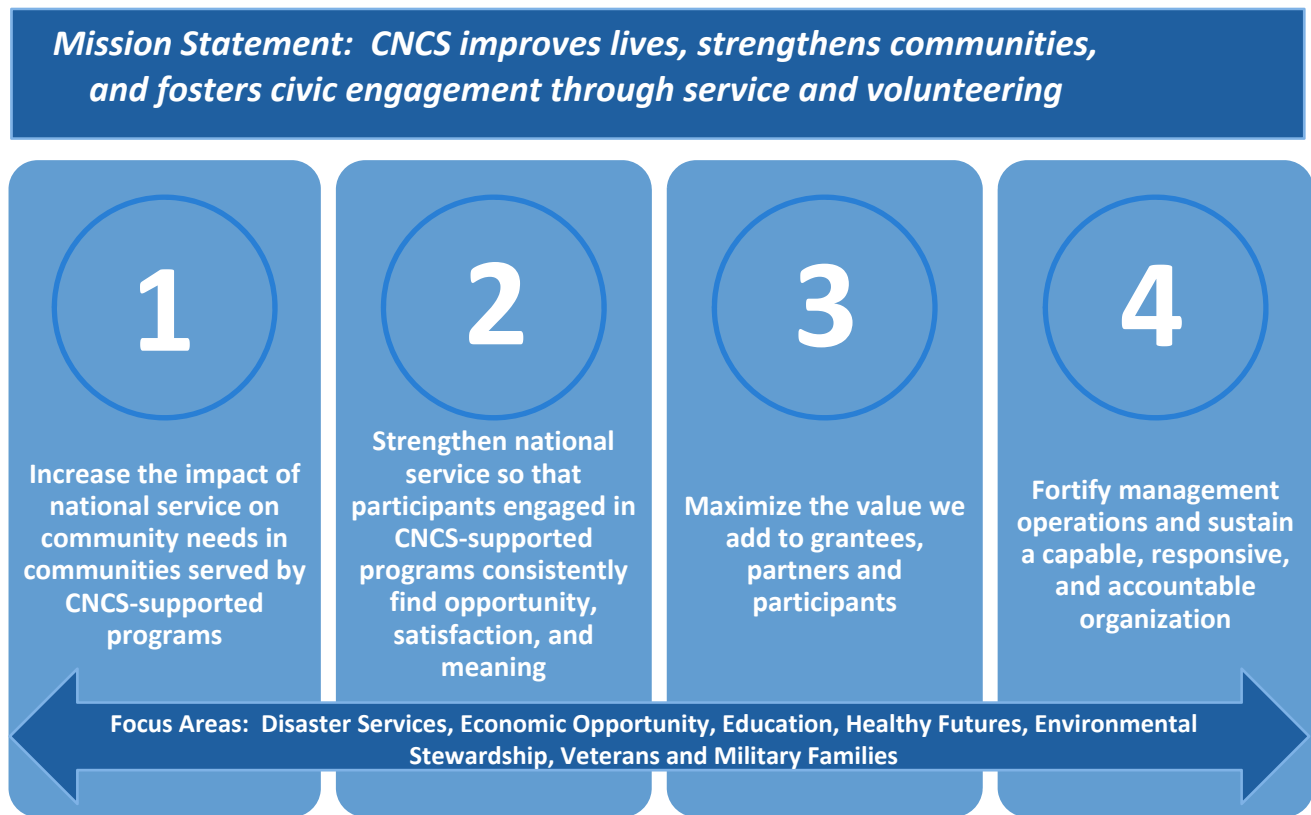 Mission Statement: CNCS improves lives, strengthens communities,
and fosters civic engagement through service and volunteering
1
Increase the impact of
national service on
community needs in
communities served by
CNCS-supported
programs
2
Strengthen national
service so that
participants engaged in
CNCS-supported
programs consistently
find opportunity,
satisfaction, and
meaning
3
Maximize the value we
add to grantees,
partners and
participants
4
Fortify management
operations and sustain
a capable, responsive,
and accountable
organization
Focus Areas: Disaster Services, Economic Opportunity, Education, Healthy Futures, Environmental
Stewardship, Veterans and Military Families